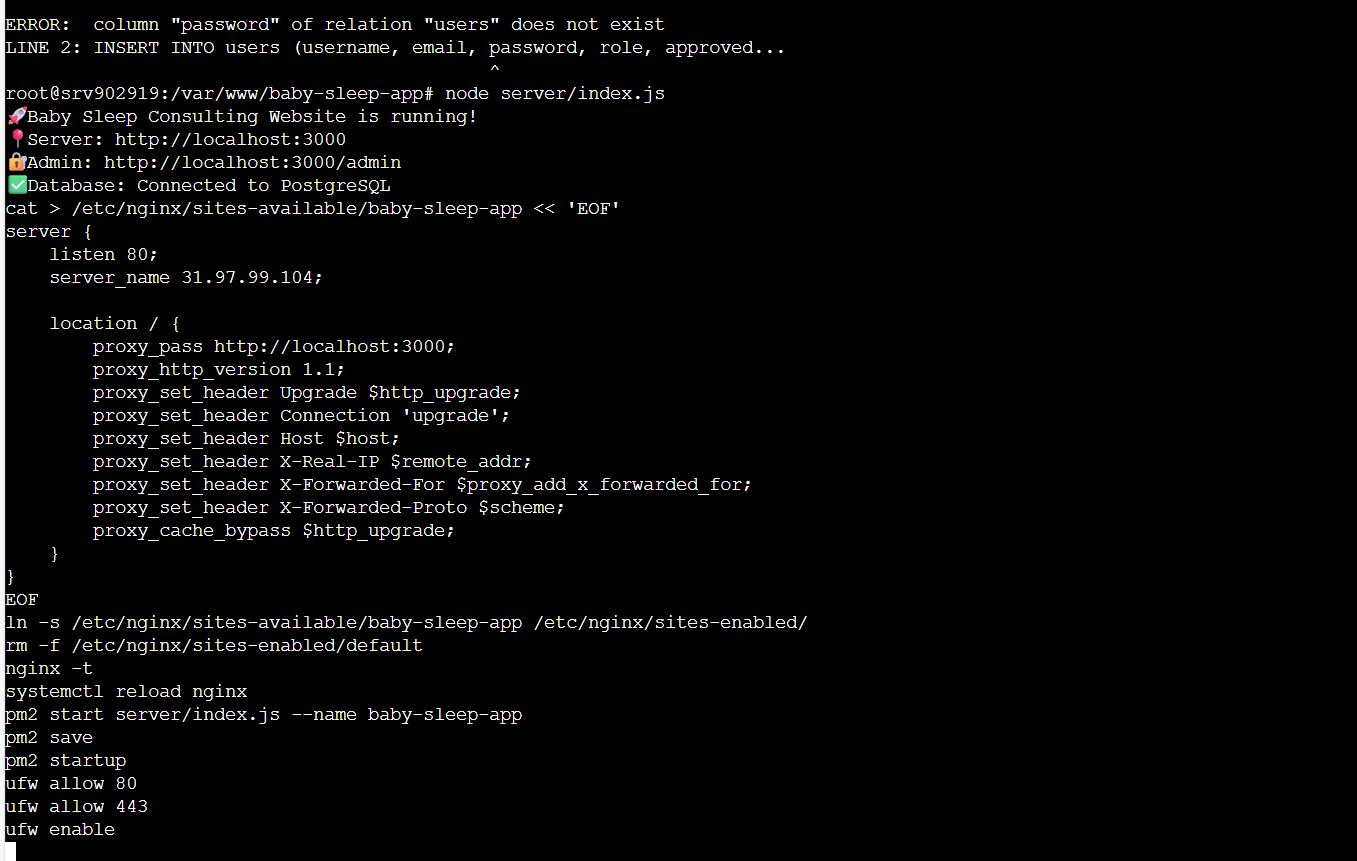 ERROR:  column "password" of relation "users" does not exist
LINE 2: INSERT INTO users (username, email, password, role, approved...
                                            ^
root@srv902919:/var/www/baby-sleep-app# node server/index.js
🚀Baby Sleep Consulting Website is running!
📍Server: http://localhost:3000
🔐Admin: http://localhost:3000/admin
✅Database: Connected to PostgreSQL
cat > /etc/nginx/sites-available/baby-sleep-app << 'EOF'
server {
    listen 80;
    server_name 31.97.99.104;

    location / {
        proxy_pass http://localhost:3000;
        proxy_http_version 1.1;
        proxy_set_header Upgrade $http_upgrade;
        proxy_set_header Connection 'upgrade';
        proxy_set_header Host $host;
        proxy_set_header X-Real-IP $remote_addr;
        proxy_set_header X-Forwarded-For $proxy_add_x_forwarded_for;
        proxy_set_header X-Forwarded-Proto $scheme;
        proxy_cache_bypass $http_upgrade;
    }
}
EOF
ln -s /etc/nginx/sites-available/baby-sleep-app /etc/nginx/sites-enabled/
rm -f /etc/nginx/sites-enabled/default
nginx -t
systemctl reload nginx
pm2 start server/index.js --name baby-sleep-app
pm2 save
pm2 startup
ufw allow 80
ufw allow 443
ufw enable